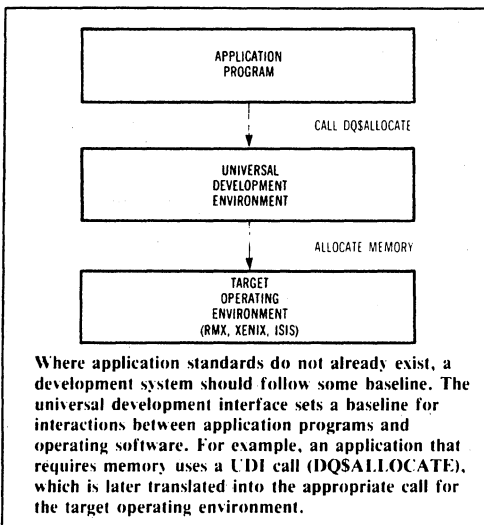 APPLICATION
PROGRAM
CALL DQ$ALLOCATE
UNIVERSAL
DEVELOPMENT
ENVIRONMENT
ALLOCATE MEMORY
TARGET
OPERATING
ENVIRONMENT
(RMX, XENIX, ISIS)
Where application standards do not already exist, a
development system should follow some baseline. The
universal development interface sets a baseline for
interactions between application programs and
operating software. For example, an application that
requires memory uses a UDI call (DQ$ALLOCATE),
which is later translated into the appropriate call for
the target operating environment.